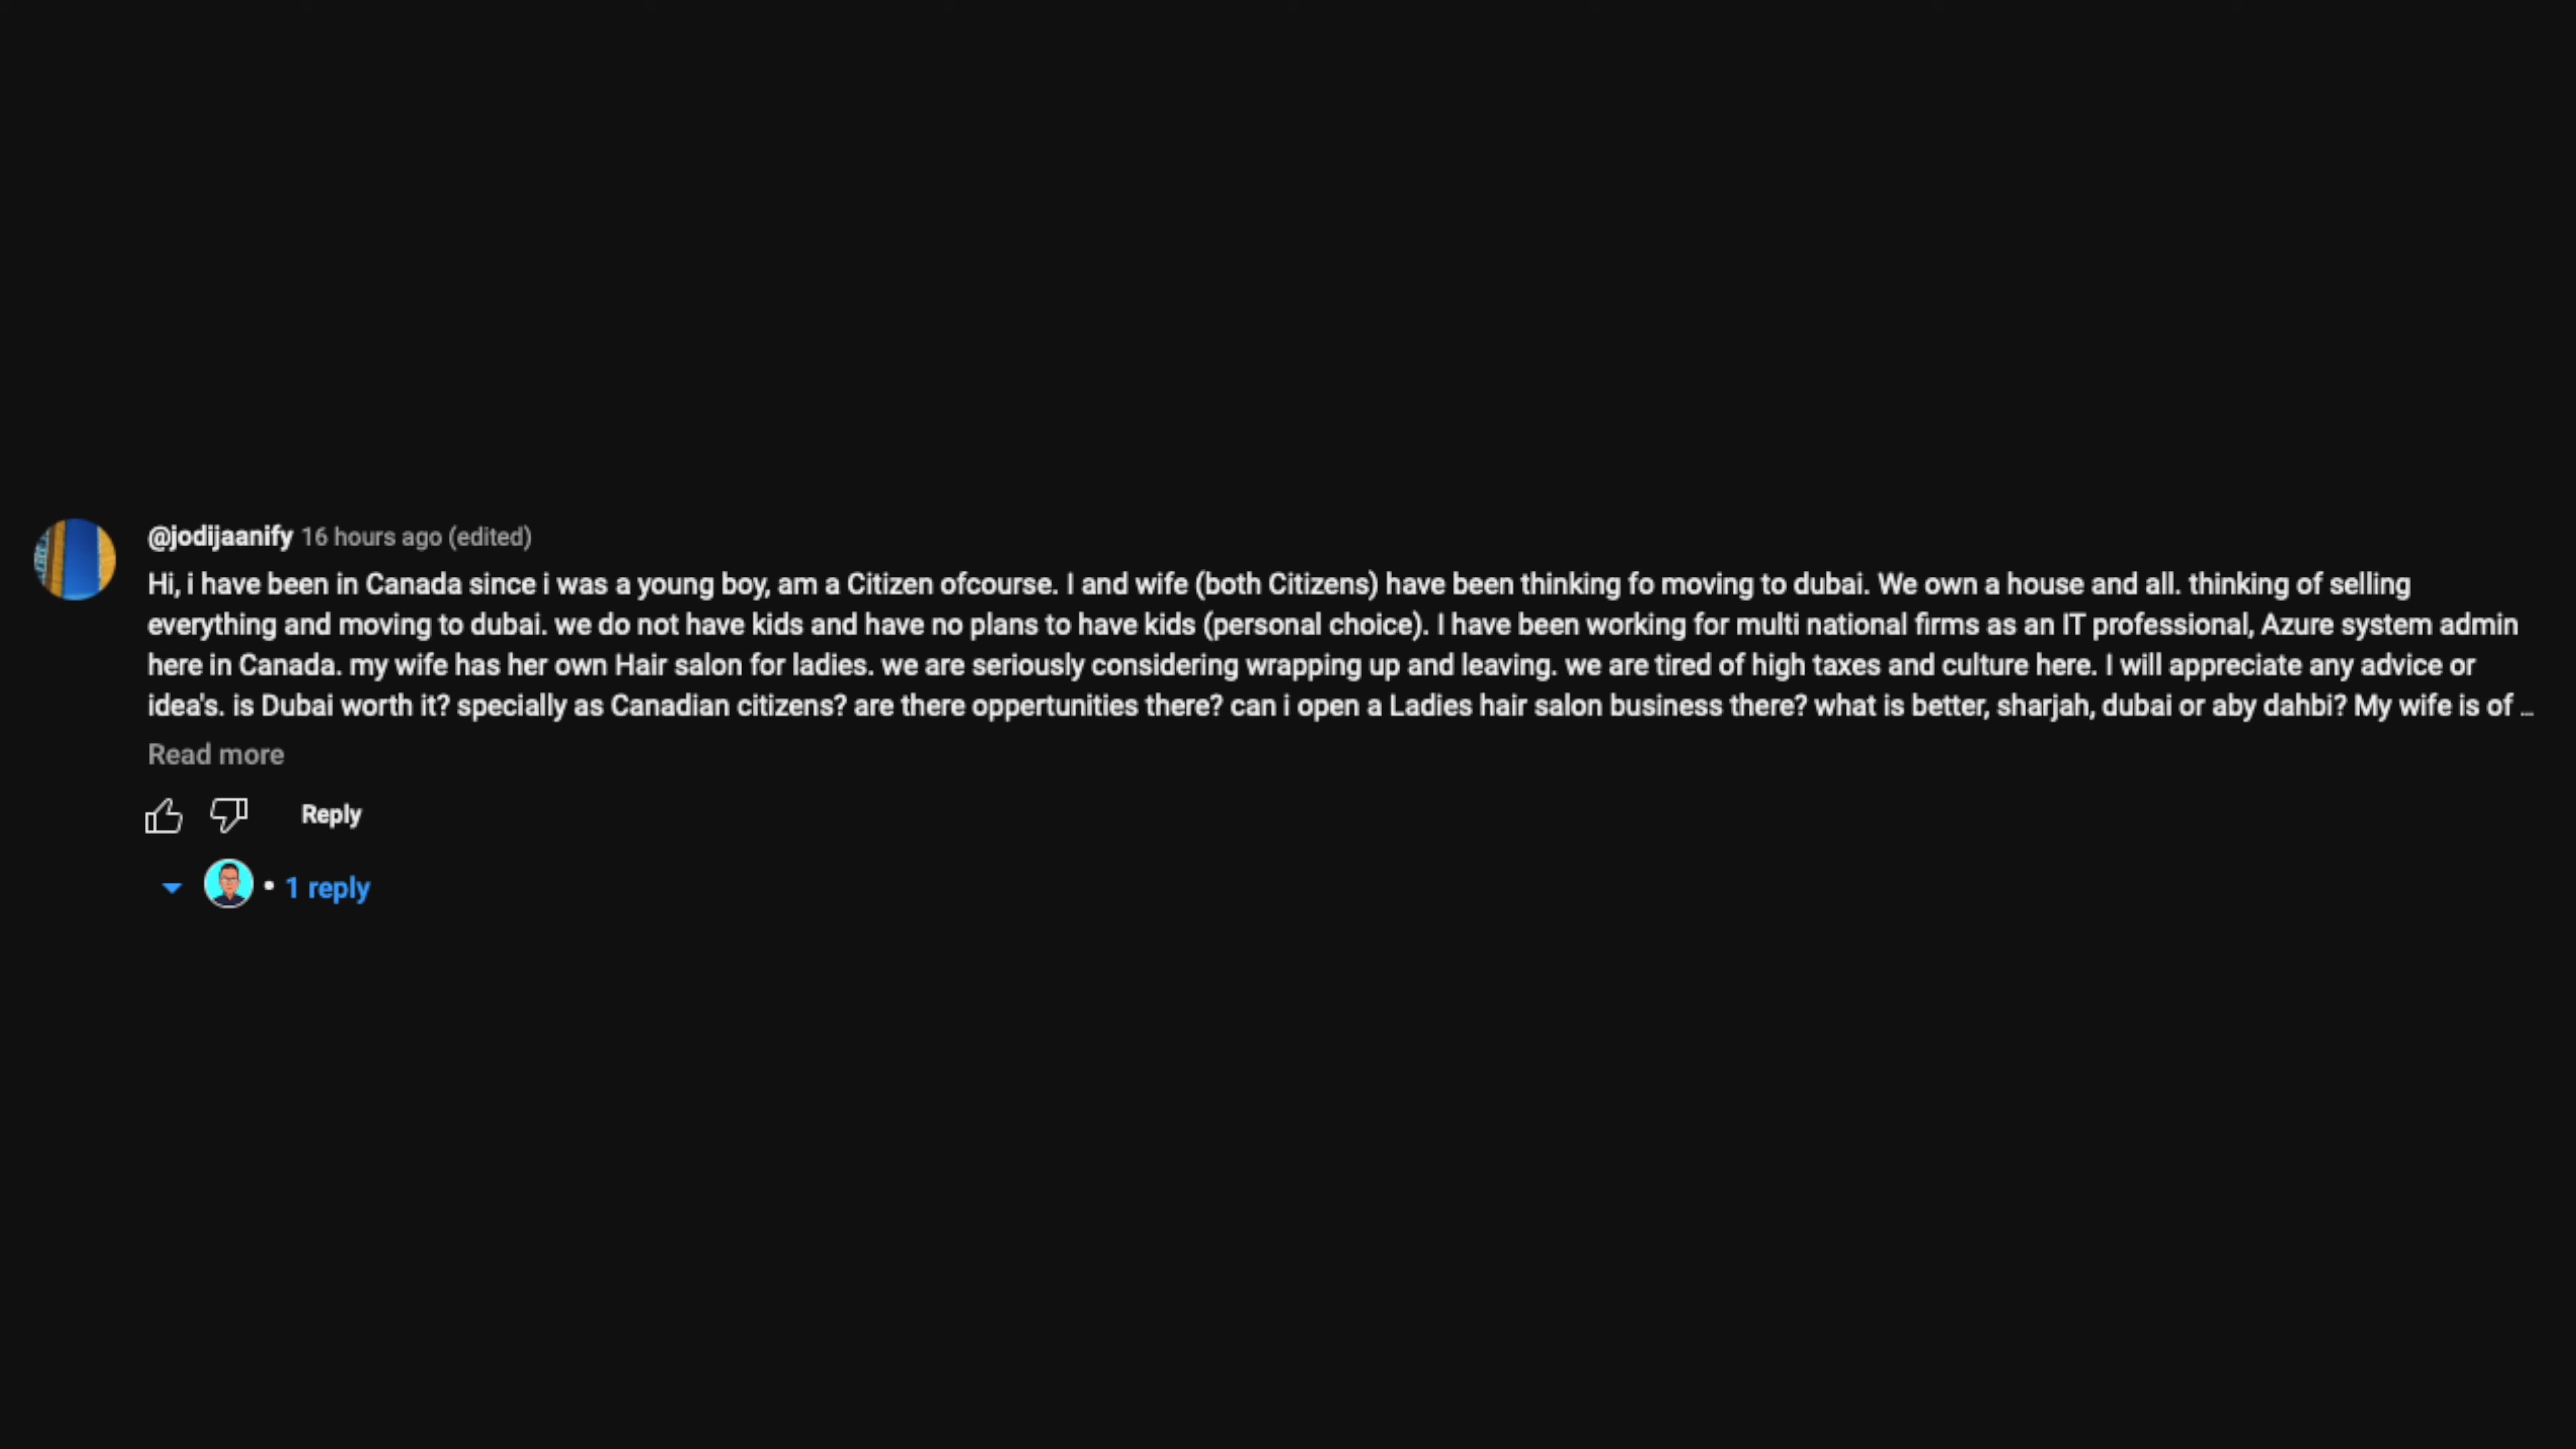 @jodijaanify 16 hours ago (edited)
Hi, i have been in Canada since i was a young boy, am a Citizen ofcourse. I and wife (both Citizens) have been thinking fo moving to dubai. We own a house and all. thinking of selling
everything and moving to dubai. we do not have kids and have no plans to have kids (personal choice). I have been working for multi national firms as an IT professional, Azure system admin
here in Canada. my wife has her own Hair salon for ladies. we are seriously considering wrapping up and leaving. we are tired of high taxes and culture here. I will appreciate any advice or
idea's. is Dubai worth it? specially as Canadian citizens? are there oppertunities there? can i open a Ladies hair salon business there? what is better, sharjah, dubai or aby dahbi? My wife is of ...
Read more
Reply
• 1 reply